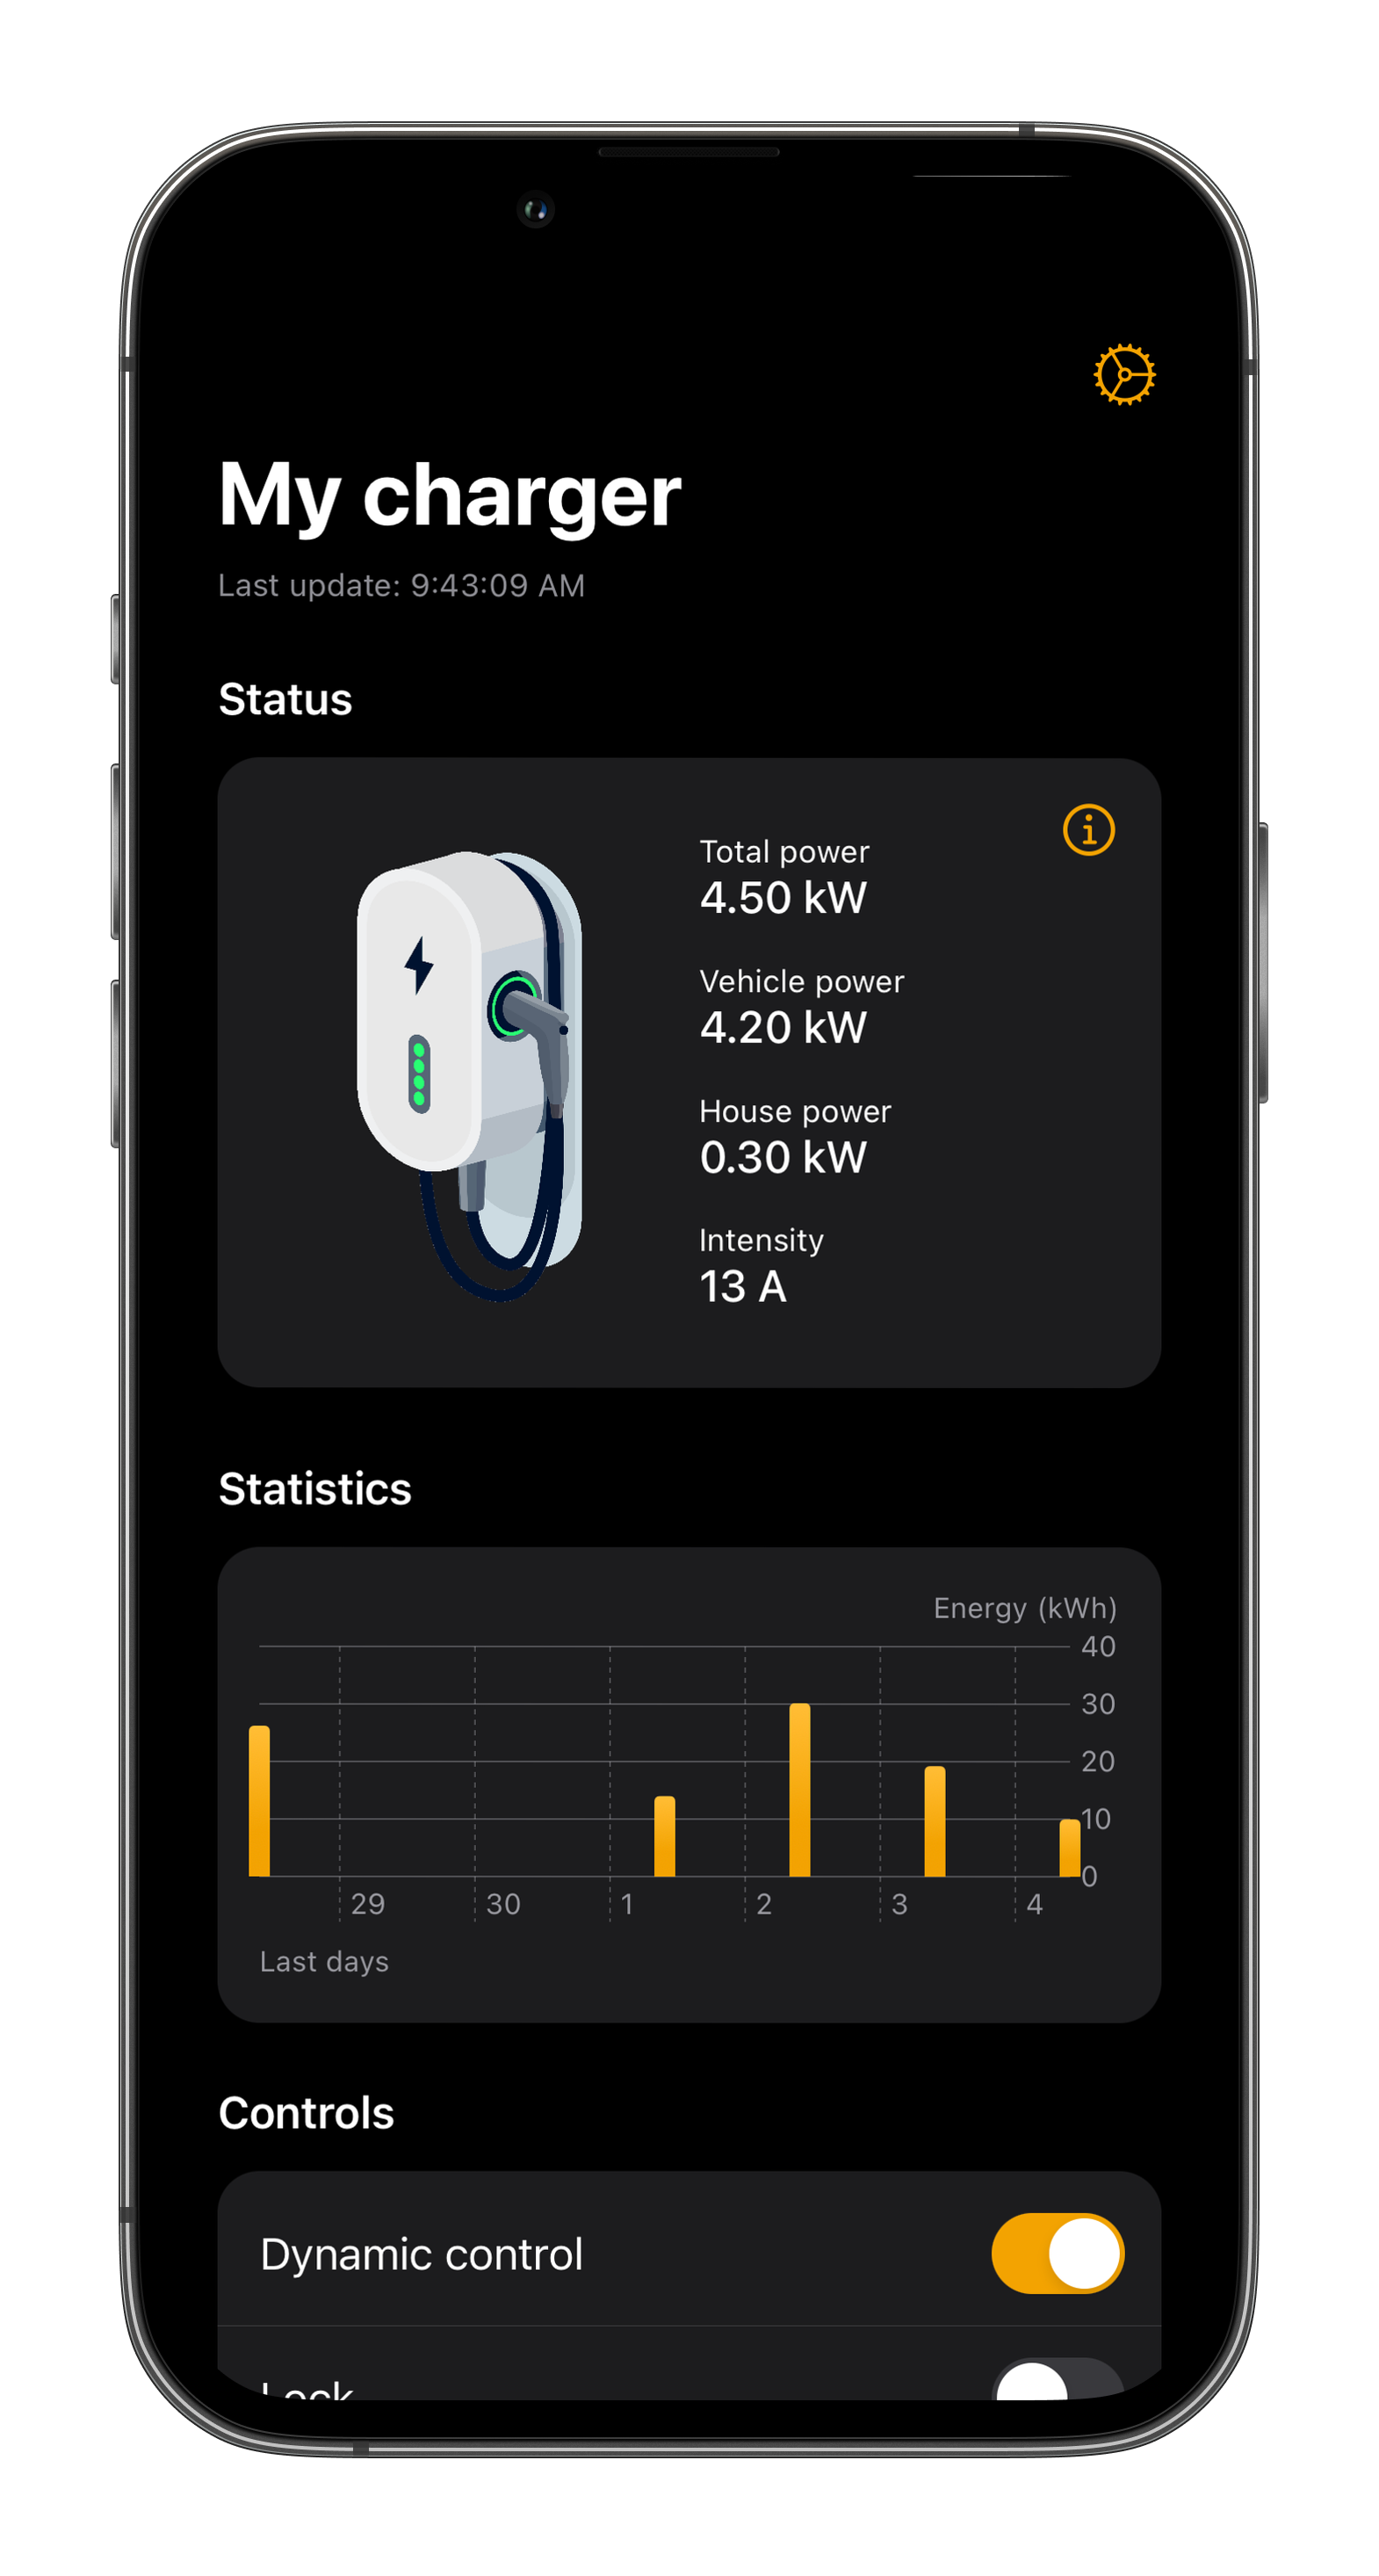 My charger
Last update: 9:43:09 AM
Status
Total power
4.50 kW
Vehicle power
4.20 kW
House power
0.30 kW
Intensity
13 A
Statistics
Energy (kWh)
40
30
20
10
0
29 30 1 2 3 4
Last days
Controls
Dynamic control
Lock